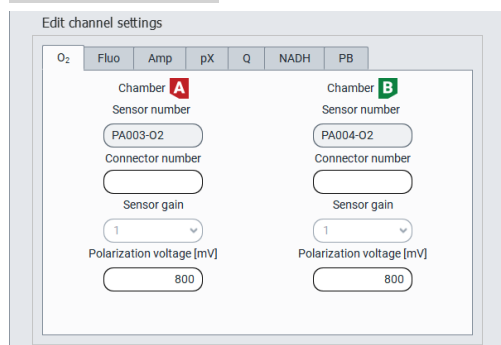 Edit channel settings
O₂ Fluo Amp pX Q NADH PB
Chamber A Chamber B
Sensor number Sensor number
PA003-O2 PA004-O2
Connector number Connector number
Sensor gain Sensor gain
1 1
Polarization voltage [mV] Polarization voltage [mV]
800 800